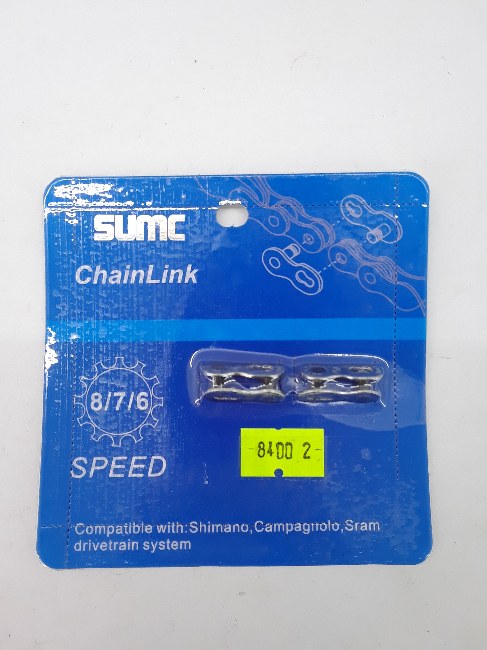 SUMC
ChainLink
8/7/6
SPEED
-8400 2-
Compatible with:Shimano,Campagnolo,Sram
drivetrain system